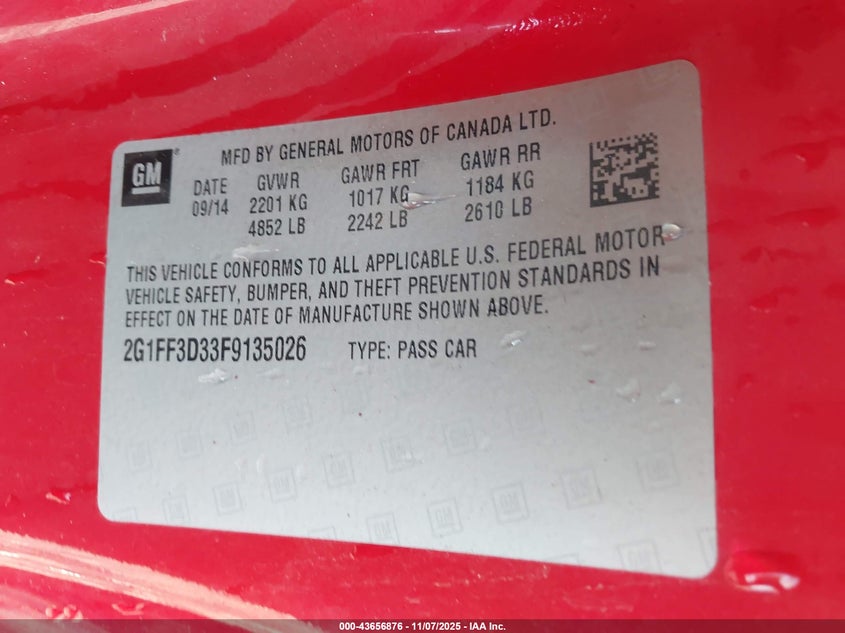 GM
MFD BY GENERAL MOTORS OF CANADA LTD.
DATE GVWR GAWR FRT GAWR RR
09/14 2201 KG 1017 KG 1184 KG
4852 LB 2242 LB 2610 LB
THIS VEHICLE CONFORMS TO ALL APPLICABLE U.S. FEDERAL MOTOR
VEHICLE SAFETY, BUMPER, AND THEFT PREVENTION STANDARDS IN
EFFECT ON THE DATE OF MANUFACTURE SHOWN ABOVE.
2G1FF3D33F9135026 TYPE: PASS CAR
000-43656876 - 11/07/2025 - IAA Inc.